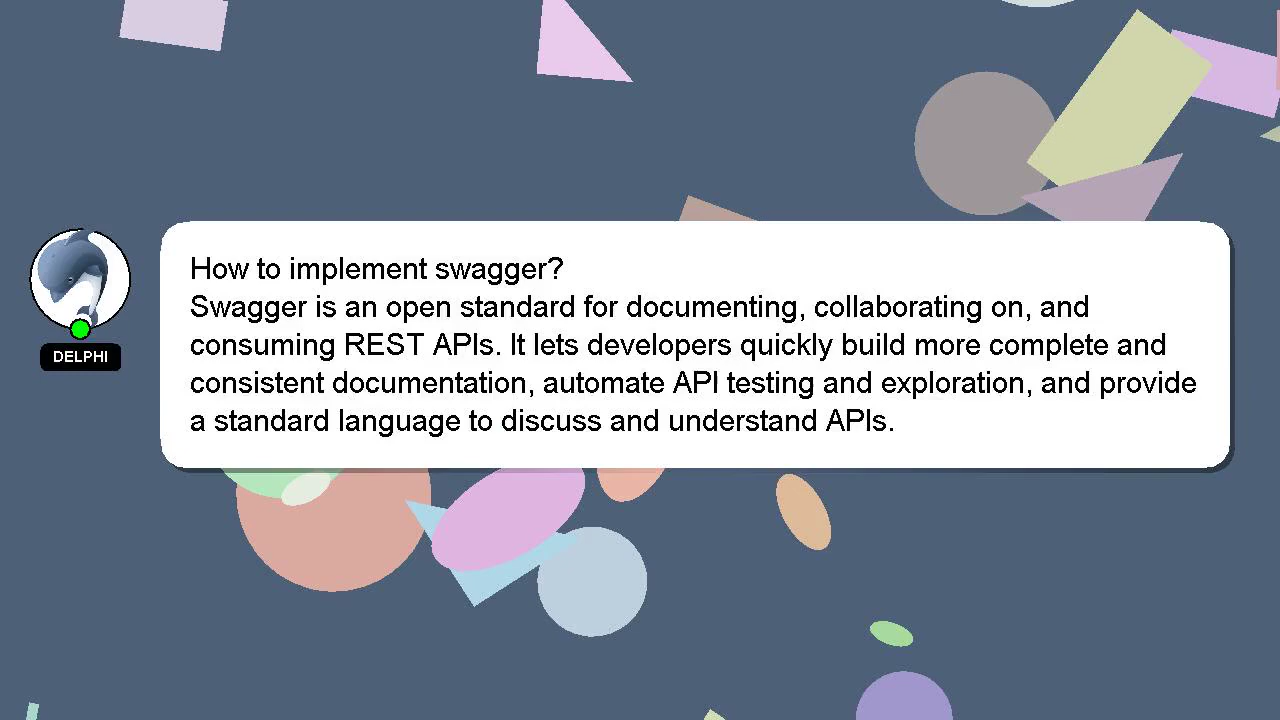 How to implement swagger?
Swagger is an open standard for documenting, collaborating on, and
consuming REST APIs. It lets developers quickly build more complete and
consistent documentation, automate API testing and exploration, and provide
a standard language to discuss and understand APIs.
DELPHI